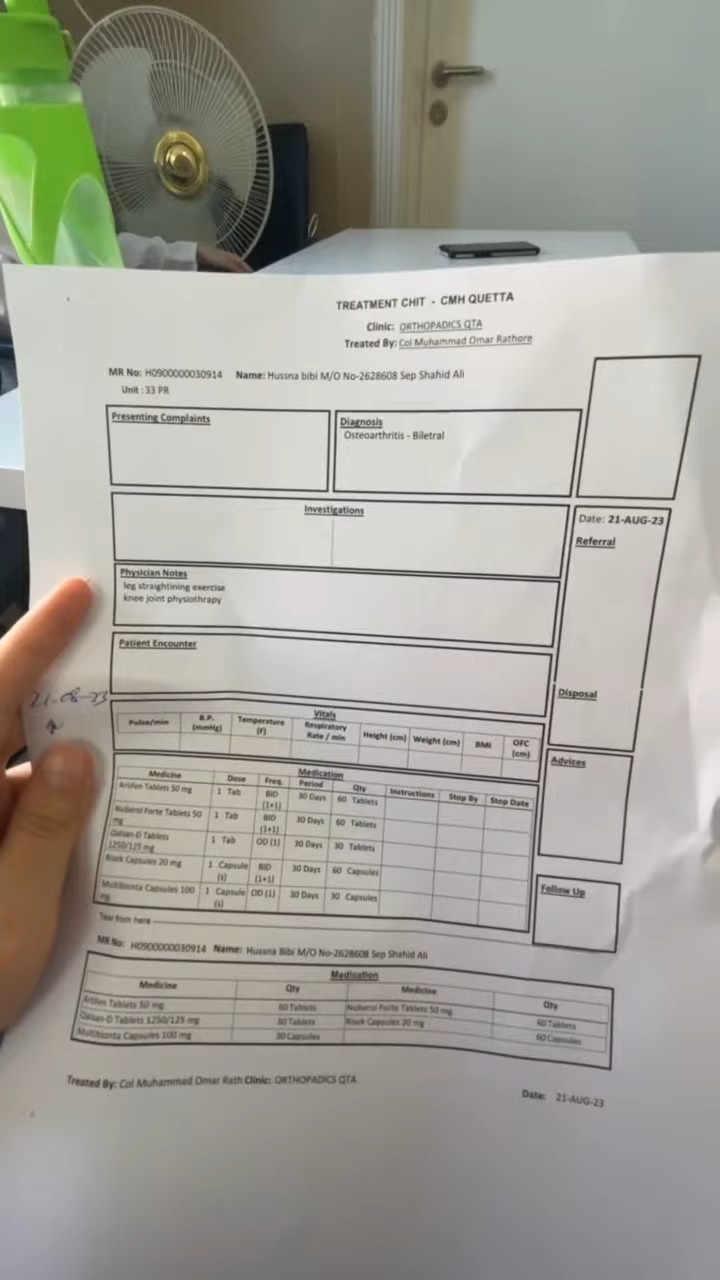 TREATMENT CHIT - CMH QUETTA
Clinic: ORTHOPADICS QTA
Treated By: Col Muhammad Omar Rathore
MR No: H0900000030914 Name: Hussna bibi M/O No-2628608 Sep Shahid Ali
Unit : 33 PR
Presenting Complaints
Diagnosis
Osteoarthritis - Biletral
Investigations
Date: 21-AUG-23
Referral
Physician Notes
leg straightining exercise
knee joint physiothrapy
Patient Encounter
21-08-23
Disposal
Vitals
Pulse/min B.P. (mmHg) Temperature (F) Respiratory Rate / min Height (cm) Weight (cm) BMI OFC (cm)
Advices
Medication
Medicine Dose Freq. Period Qty Instructions Stop By Stop Date
Artifen Tablets 50 mg 1 Tab BID (1+1) 30 Days 60 Tablets
Nuberol Forte Tablets 50 mg 1 Tab BID (1+1) 30 Days 60 Tablets
Qalsan-D Tablets 1250/125 mg 1 Tab OD (1) 30 Days 30 Tablets
Risek Capsules 20 mg 1 Capsule (s) BID (1+1) 30 Days 60 Capsules
Multibionta Capsules 100 mg 1 Capsule (s) OD (1) 30 Days 30 Capsules
Follow Up
Tear from here
MR No: H0900000030914 Name: Hussna Bibi M/O No-2628608 Sep Shahid Ali
Medication
Medicine Qty Medicine Qty
Artifen Tablets 50 mg 60 Tablets Nuberol Forte Tablets 50 mg 60 Tablets
Qalsan-D Tablets 1250/125 mg 30 Tablets Risek Capsules 20 mg 60 Capsules
Multibionta Capsules 100 mg 30 Capsules
Treated By: Col Muhammad Omar Rath Clinic: ORTHOPADICS QTA
Date: 21-AUG-23